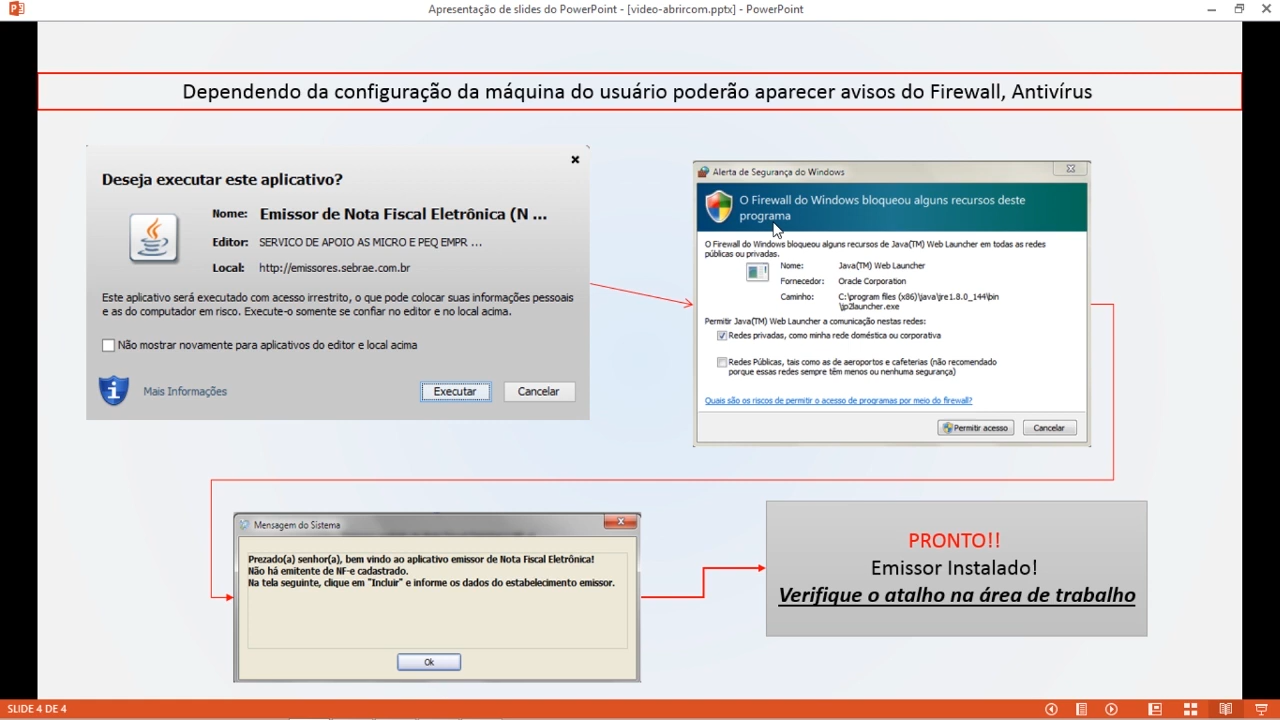 Apresentação de slides do PowerPoint - [video-abrircom.pptx] - PowerPoint
Dependendo da configuração da máquina do usuário poderão aparecer avisos do Firewall, Antivírus
Deseja executar este aplicativo?
Nome: Emissor de Nota Fiscal Eletrônica (N ...
Editor: SERVICO DE APOIO AS MICRO E PEQ EMPR ...
Local: http://emissores.sebrae.com.br
Este aplicativo será executado com acesso irrestrito, o que pode colocar suas informações pessoais
e as do computador em risco. Execute-o somente se confiar no editor e no local acima.
Não mostrar novamente para aplicativos do editor e local acima
Mais Informações
Executar
Cancelar
Alerta de Segurança do Windows
O Firewall do Windows bloqueou alguns recursos deste
programa
O Firewall do Windows bloqueou alguns recursos de Java(TM) Web Launcher em todas as redes
públicas ou privadas.
Nome: Java(TM) Web Launcher
Fornecedor: Oracle Corporation
Caminho: C:\program files (x86)\java\jre1.8.0_144\bin
\jp2launcher.exe
Permitir Java(TM) Web Launcher a comunicação nestas redes:
Redes privadas, como minha rede doméstica ou corporativa
Redes Públicas, tais como as de aeroportos e cafeterias (não recomendado
porque essas redes sempre têm menos ou nenhuma segurança)
Quais são os riscos de permitir o acesso de programas por meio do firewall?
Permitir acesso
Cancelar
Mensagem do Sistema
Prezado(a) senhor(a), bem vindo ao aplicativo emissor de Nota Fiscal Eletrônica!
Não há emitente de NF-e cadastrado.
Na tela seguinte, clique em "Incluir" e informe os dados do estabelecimento emissor.
Ok
PRONTO!!
Emissor Instalado!
Verifique o atalho na área de trabalho
SLIDE 4 DE 4